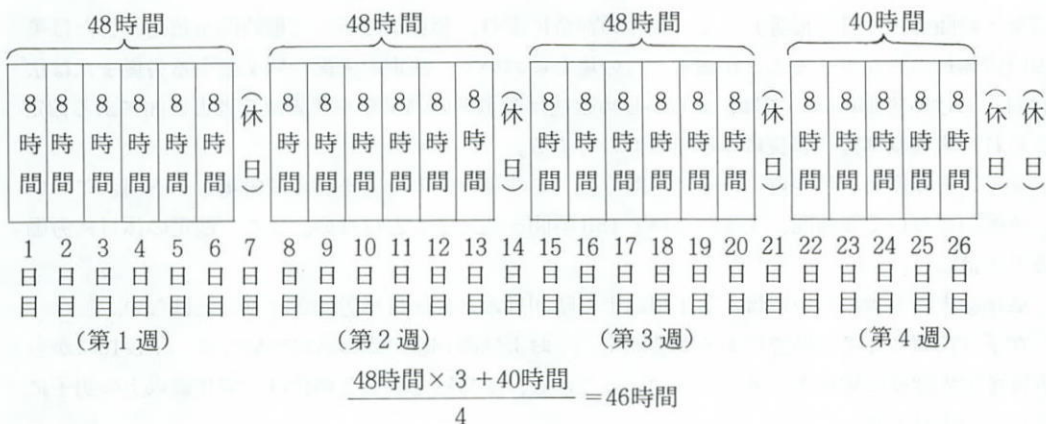 48時間 48時間 48時間 40時間
8時間 8時間 8時間 8時間 8時間 8時間 (休日) 8時間 8時間 8時間 8時間 8時間 8時間 (休日) 8時間 8時間 8時間 8時間 8時間 8時間 (休日) 8時間 8時間 8時間 8時間 8時間 (休日) (休日)
1日目 2日目 3日目 4日目 5日目 6日目 7日目 8日目 9日目 10日目 11日目 12日目 13日目 14日目 15日目 16日目 17日目 18日目 19日目 20日目 21日目 22日目 23日目 24日目 25日目 26日目
(第1週) (第2週) (第3週) (第4週)
48時間×3+40時間
4
=46時間